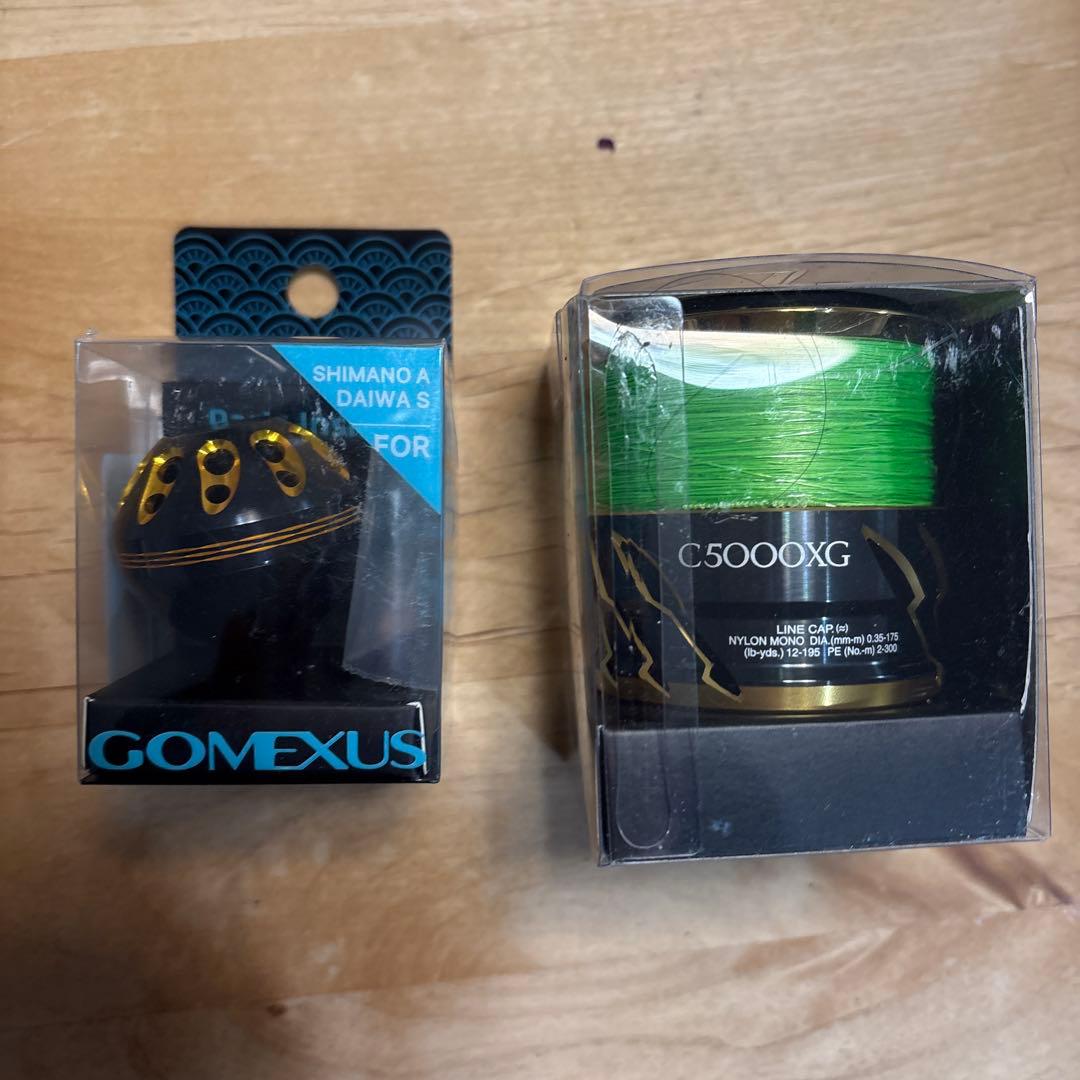 SHIMANO A
DAIWA S
FOR
GOMEXUS
C5000XG
LINE CAP.(≈)
NYLON MONO DIA.(mm-m) 0.35-175
(lb-yds.) 12-195 PE (No.-m) 2-300